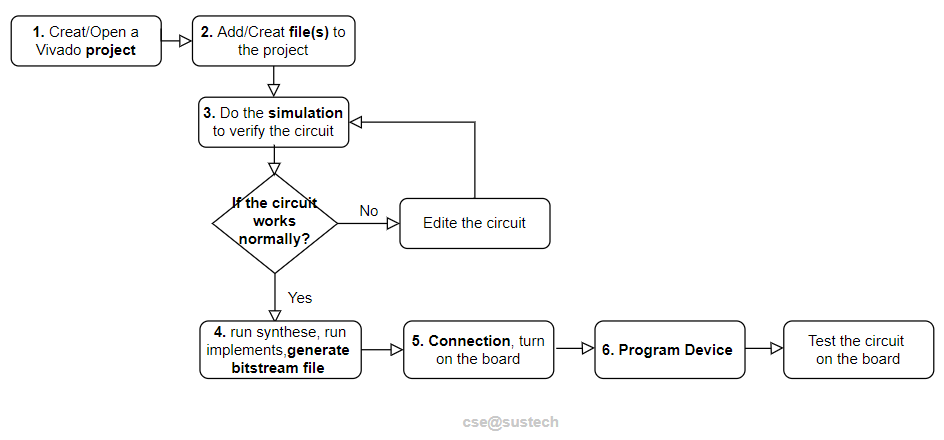 1. Creat/Open a
Vivado project
2. Add/Creat file(s) to
the project
3. Do the simulation
to verify the circuit
If the circuit
works
normally?
No
Edite the circuit
Yes
4. run synthese, run
implements,generate
bitstream file
5. Connection, turn
on the board
6. Program Device
Test the circuit
on the board
cse@sustech